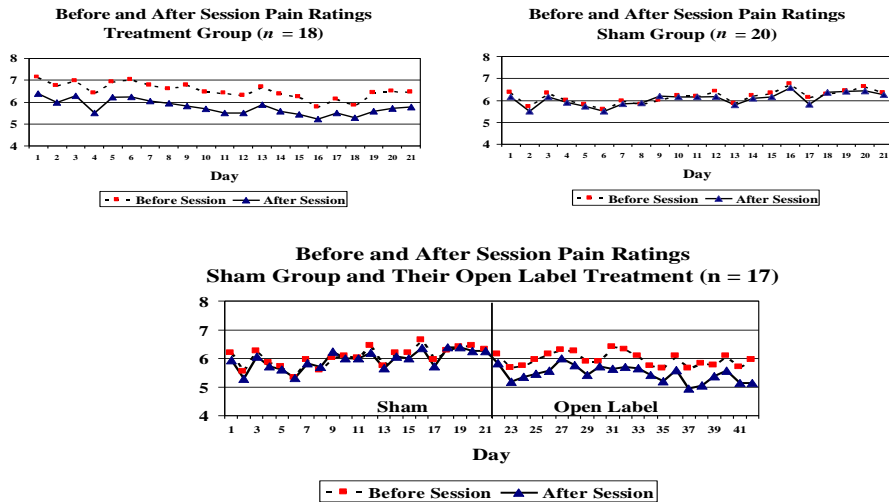 Before and After Session Pain Ratings
Treatment Group (n = 18)
8
7
6
5
4
1 2 3 4 5 6 7 8 9 10 11 12 13 14 15 16 17 18 19 20 21
Day
Before Session After Session
Before and After Session Pain Ratings
Sham Group (n = 20)
8
7
6
5
4
1 2 3 4 5 6 7 8 9 10 11 12 13 14 15 16 17 18 19 20 21
Day
Before Session After Session
Before and After Session Pain Ratings
Sham Group and Their Open Label Treatment (n = 17)
8
7
6
5
4
Sham Open Label
1 3 5 7 9 11 13 15 17 19 21 23 25 27 29 31 33 35 37 39 41
Day
Before Session After Session